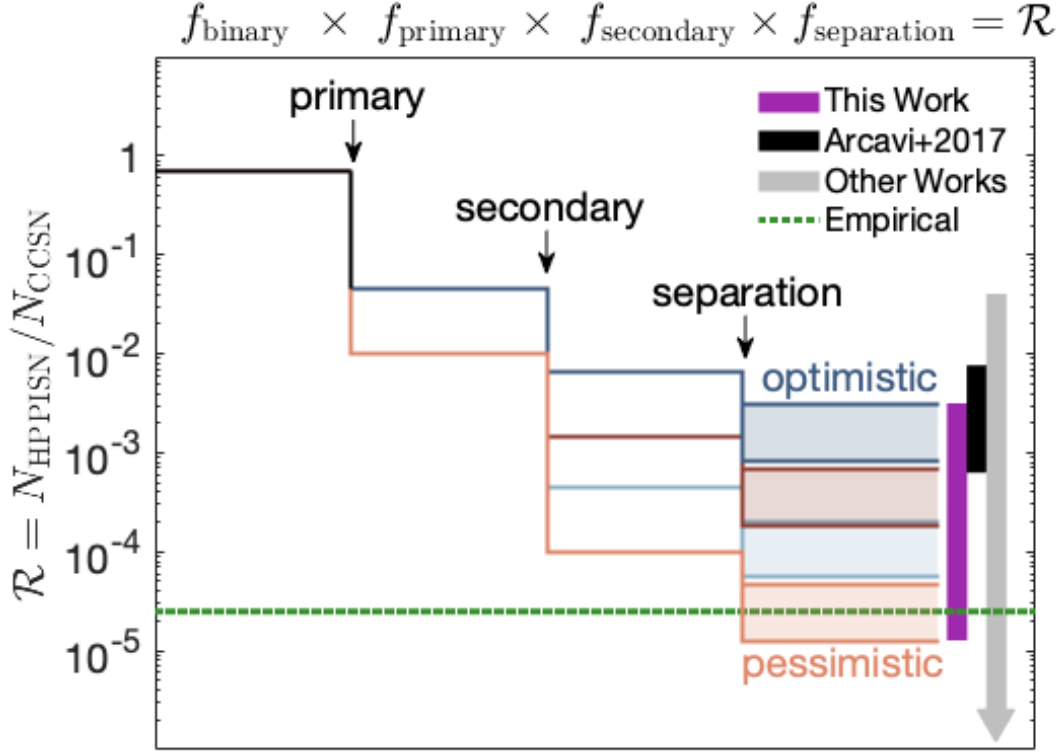 f_binary × f_primary × f_secondary × f_separation = ℛ
primary
secondary
separation
optimistic
pessimistic
This Work
Arcavi+2017
Other Works
Empirical
1
10^-1
10^-2
10^-3
10^-4
10^-5
ℛ = N_HPPISN/N_CCSN